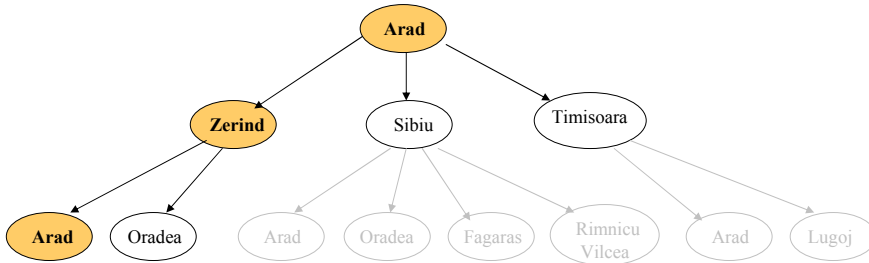 Arad
Zerind
Sibiu
Timisoara
Arad
Oradea
Arad
Oradea
Fagaras
Rimnicu
Vilcea
Arad
Lugoj